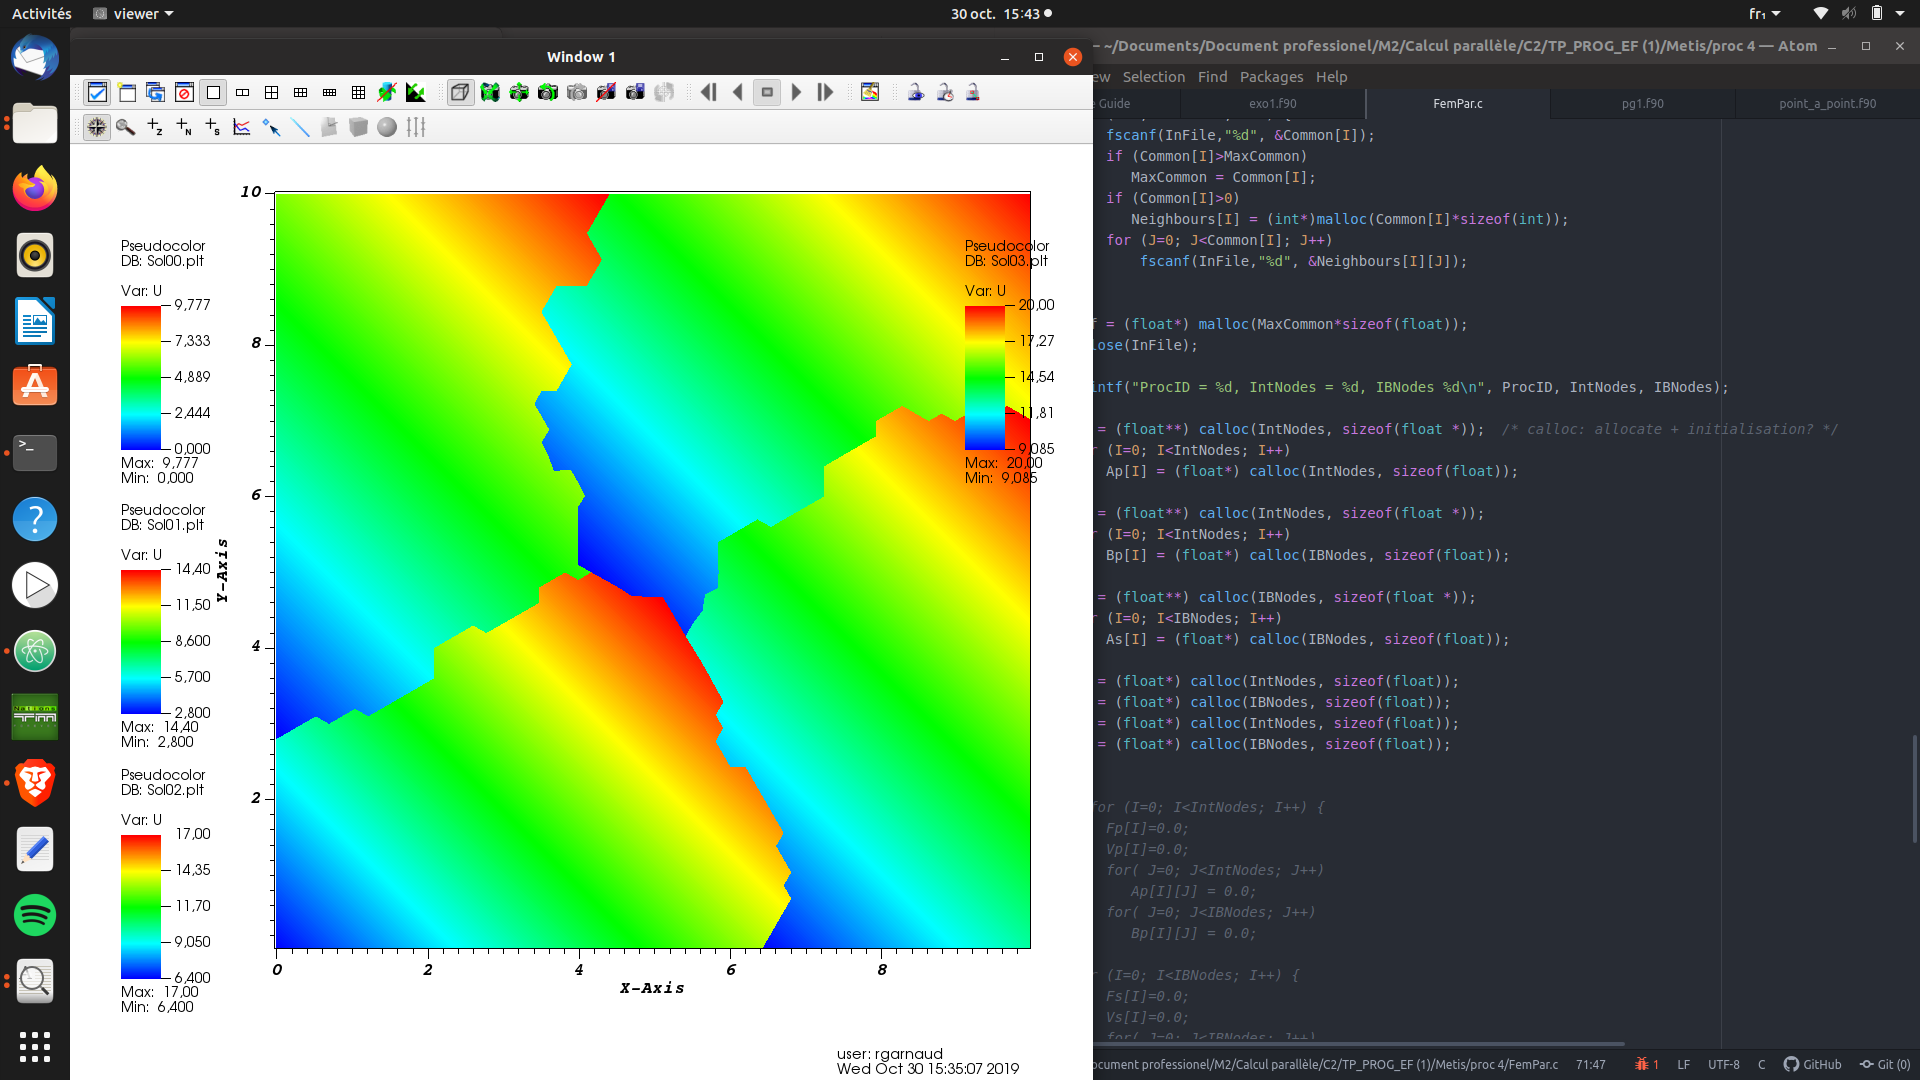 Activités
viewer
30 oct. 15:43
fr₁
Window 1
– ~/Documents/Document professionel/M2/Calcul parallèle/C2/TP_PROG_EF (1)/Metis/proc 4 — Atom
ew Selection Find Packages Help
e Guide
exo1.f90
FemPar.c
pg1.f90
point_a_point.f90
10
8
6
4
2
0
2
4
6
8
X-Axis
Y-Axis
Pseudocolor
DB: Sol00.plt
Var: U
9,777
7,333
4,889
2,444
0,000
Max: 9,777
Min: 0,000
Pseudocolor
DB: Sol01.plt
Var: U
14,40
11,50
8,600
5,700
2,800
Max: 14,40
Min: 2,800
Pseudocolor
DB: Sol02.plt
Var: U
17,00
14,35
11,70
9,050
6,400
Max: 17,00
Min: 6,400
Pseudocolor
DB: Sol03.plt
Var: U
20,00
17,27
14,54
11,81
9,085
Max: 20,00
Min: 9,085
user: rgarnaud
Wed Oct 30 15:35:07 2019
fscanf(InFile,"%d", &Common[I]);
if (Common[I]>MaxCommon)
MaxCommon = Common[I];
if (Common[I]>0)
Neighbours[I] = (int*)malloc(Common[I]*sizeof(int));
for (J=0; J<Common[I]; J++)
fscanf(InFile,"%d", &Neighbours[I][J]);
f = (float*) malloc(MaxCommon*sizeof(float));
lose(InFile);
intf("ProcID = %d, IntNodes = %d, IBNodes %d\n", ProcID, IntNodes, IBNodes);
= (float**) calloc(IntNodes, sizeof(float *)); /* calloc: allocate + initialisation? */
r (I=0; I<IntNodes; I++)
Ap[I] = (float*) calloc(IntNodes, sizeof(float));
= (float**) calloc(IntNodes, sizeof(float *));
r (I=0; I<IntNodes; I++)
Bp[I] = (float*) calloc(IBNodes, sizeof(float));
= (float**) calloc(IBNodes, sizeof(float *));
r (I=0; I<IBNodes; I++)
As[I] = (float*) calloc(IBNodes, sizeof(float));
= (float*) calloc(IntNodes, sizeof(float));
= (float*) calloc(IBNodes, sizeof(float));
= (float*) calloc(IntNodes, sizeof(float));
= (float*) calloc(IBNodes, sizeof(float));
for (I=0; I<IntNodes; I++) {
Fp[I]=0.0;
Vp[I]=0.0;
for( J=0; J<IntNodes; J++)
Ap[I][J] = 0.0;
for( J=0; J<IBNodes; J++)
Bp[I][J] = 0.0;
r (I=0; I<IBNodes; I++) {
Fs[I]=0.0;
Vs[I]=0.0;
for( J=0; J<IBNodes; J++)
ocument professionel/M2/Calcul parallèle/C2/TP_PROG_EF (1)/Metis/proc 4/FemPar.c
71:47
1
LF
UTF-8
C
GitHub
Git (0)